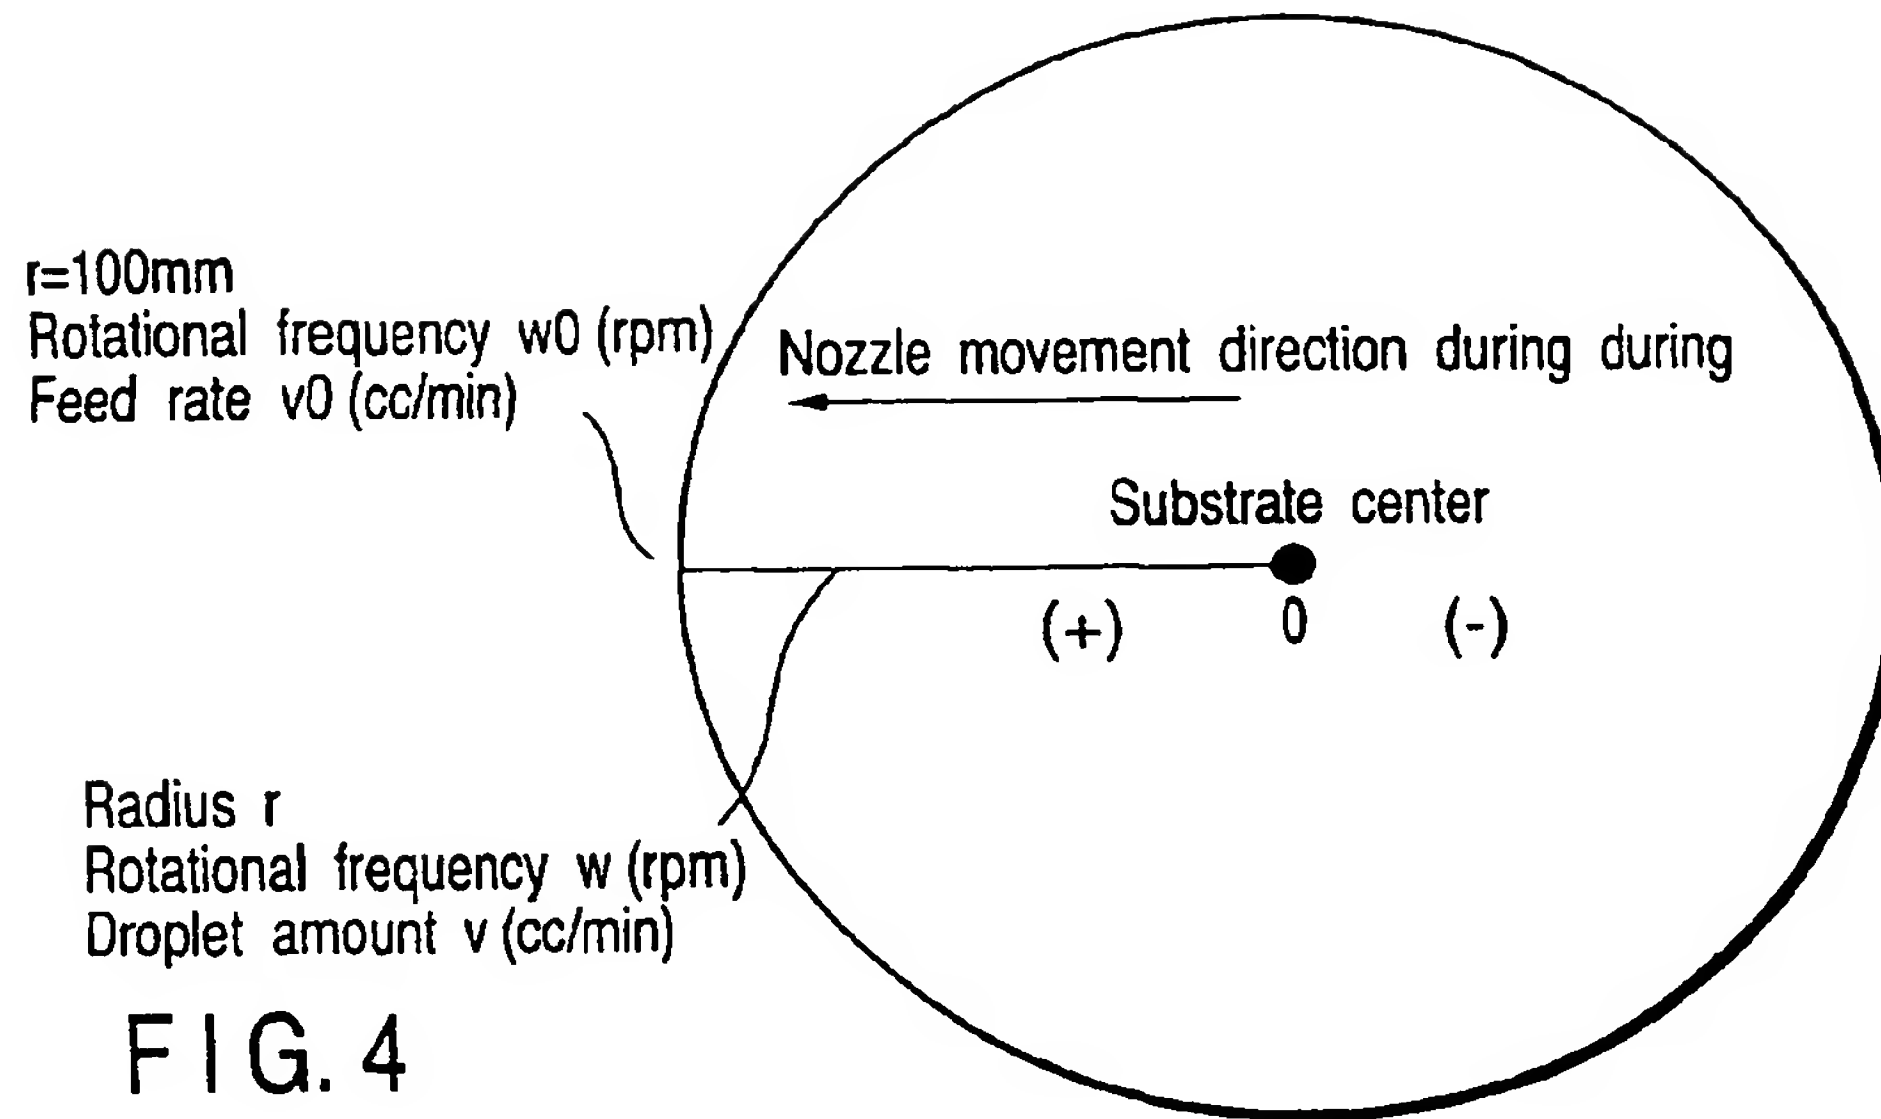 r=100mm
Rotational frequency w0 (rpm)
Feed rate v0 (cc/min)
Nozzle movement direction during during
Substrate center
(+) 0 (-)
Radius r
Rotational frequency w (rpm)
Droplet amount v (cc/min)
FIG. 4